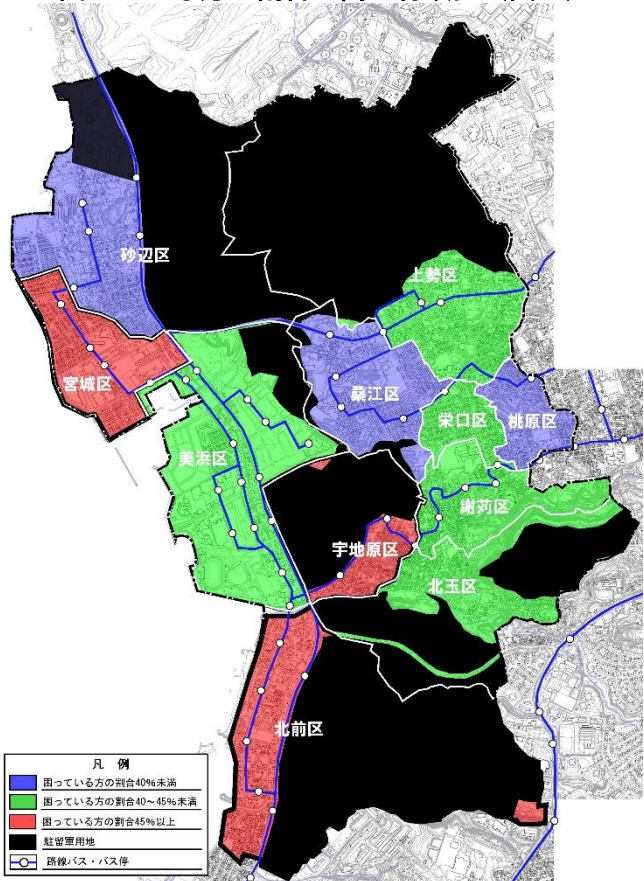 砂辺区
上勢区
宮城区
桑江区
桃原区
栄口区
美浜区
謝苅区
宇地原区
北玉区
北前区
凡 例
困っている方の割合40%未満
困っている方の割合40~45%未満
困っている方の割合45%以上
駐留軍用地
路線バス・バス停